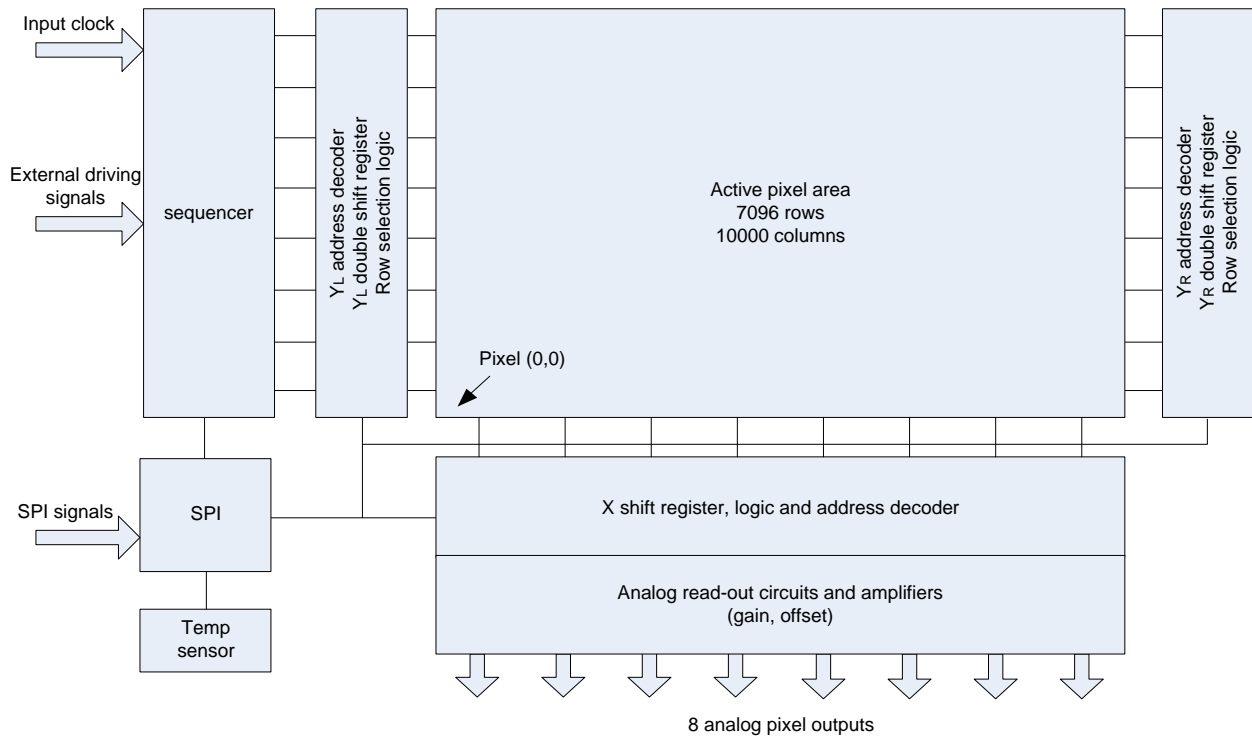 Input clock
External driving
signals
sequencer
YL address decoder
YL double shift register
Row selection logic
Active pixel area
7096 rows
10000 columns
Pixel (0,0)
YR address decoder
YR double shift register
Row selection logic
SPI signals
SPI
X shift register, logic and address decoder
Analog read-out circuits and amplifiers
(gain, offset)
Temp
sensor
8 analog pixel outputs